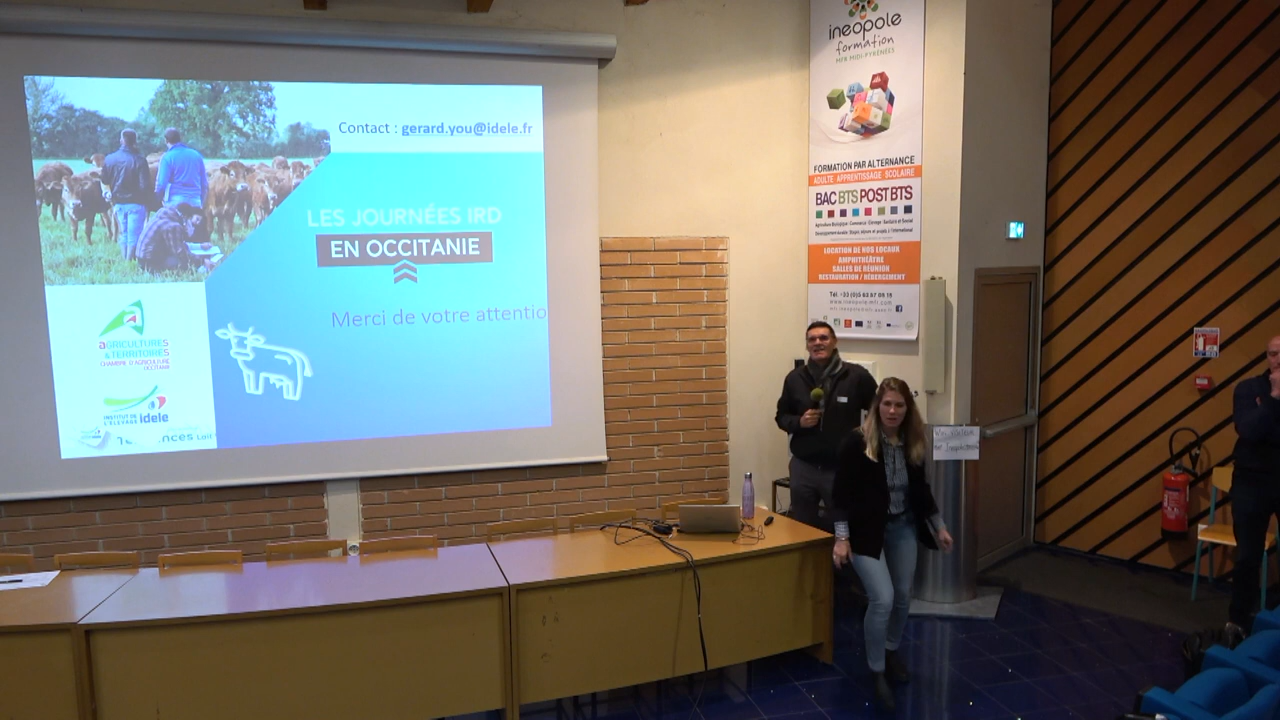 Contact : gerard.you@idele.fr
LES JOURNÉES IRD
EN OCCITANIE
Merci de votre attentio
AGRICULTURES
& TERRITOIRES
CHAMBRE D'AGRICULTURE
OCCITANIE
INSTITUT DE
L'ÉLEVAGE idele
ineopole
formation
MFR MIDI-PYRÉNÉES
FORMATION PAR ALTERNANCE
ADULTE APPRENTISSAGE SCOLAIRE
BAC BTS POST BTS
LOCATION DE NOS LOCAUX
AMPHITHÉÂTRE
SALLES DE RÉUNION
RESTAURATION / HÉBERGEMENT